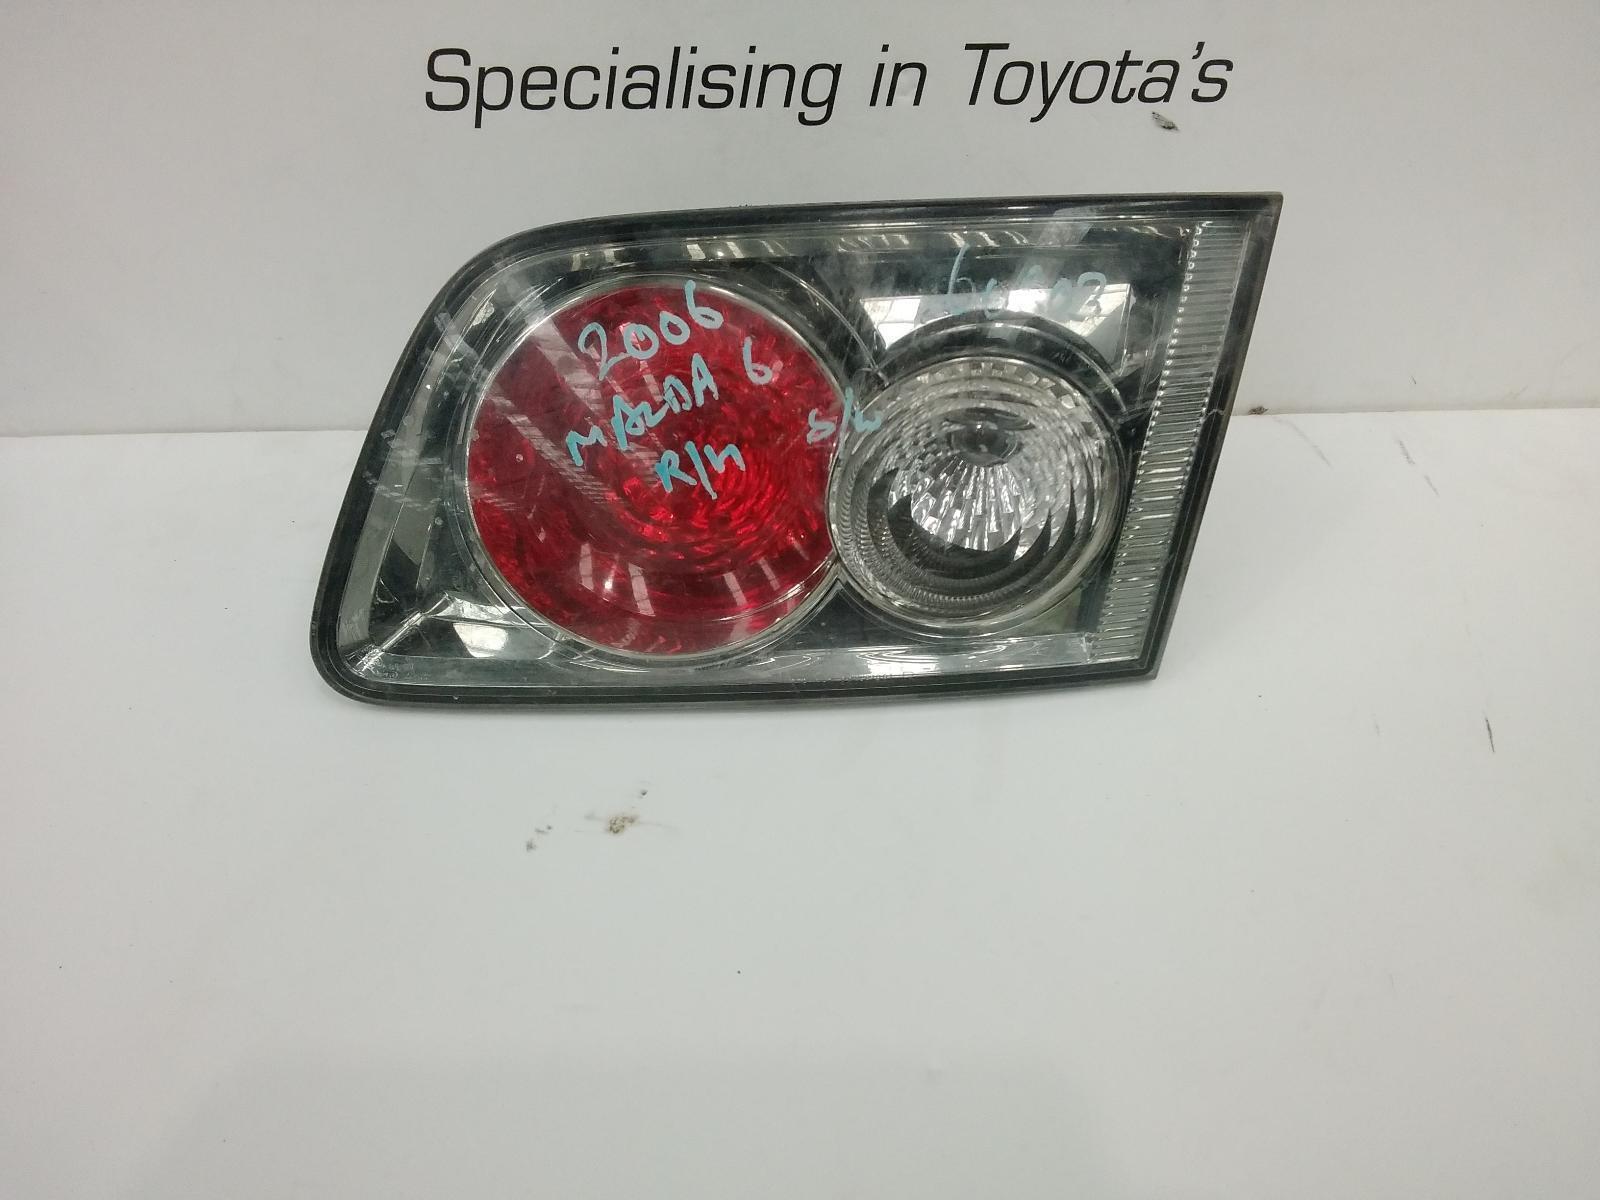 Specialising in Toyota's
2006
MAZDA 6
R/H S/W